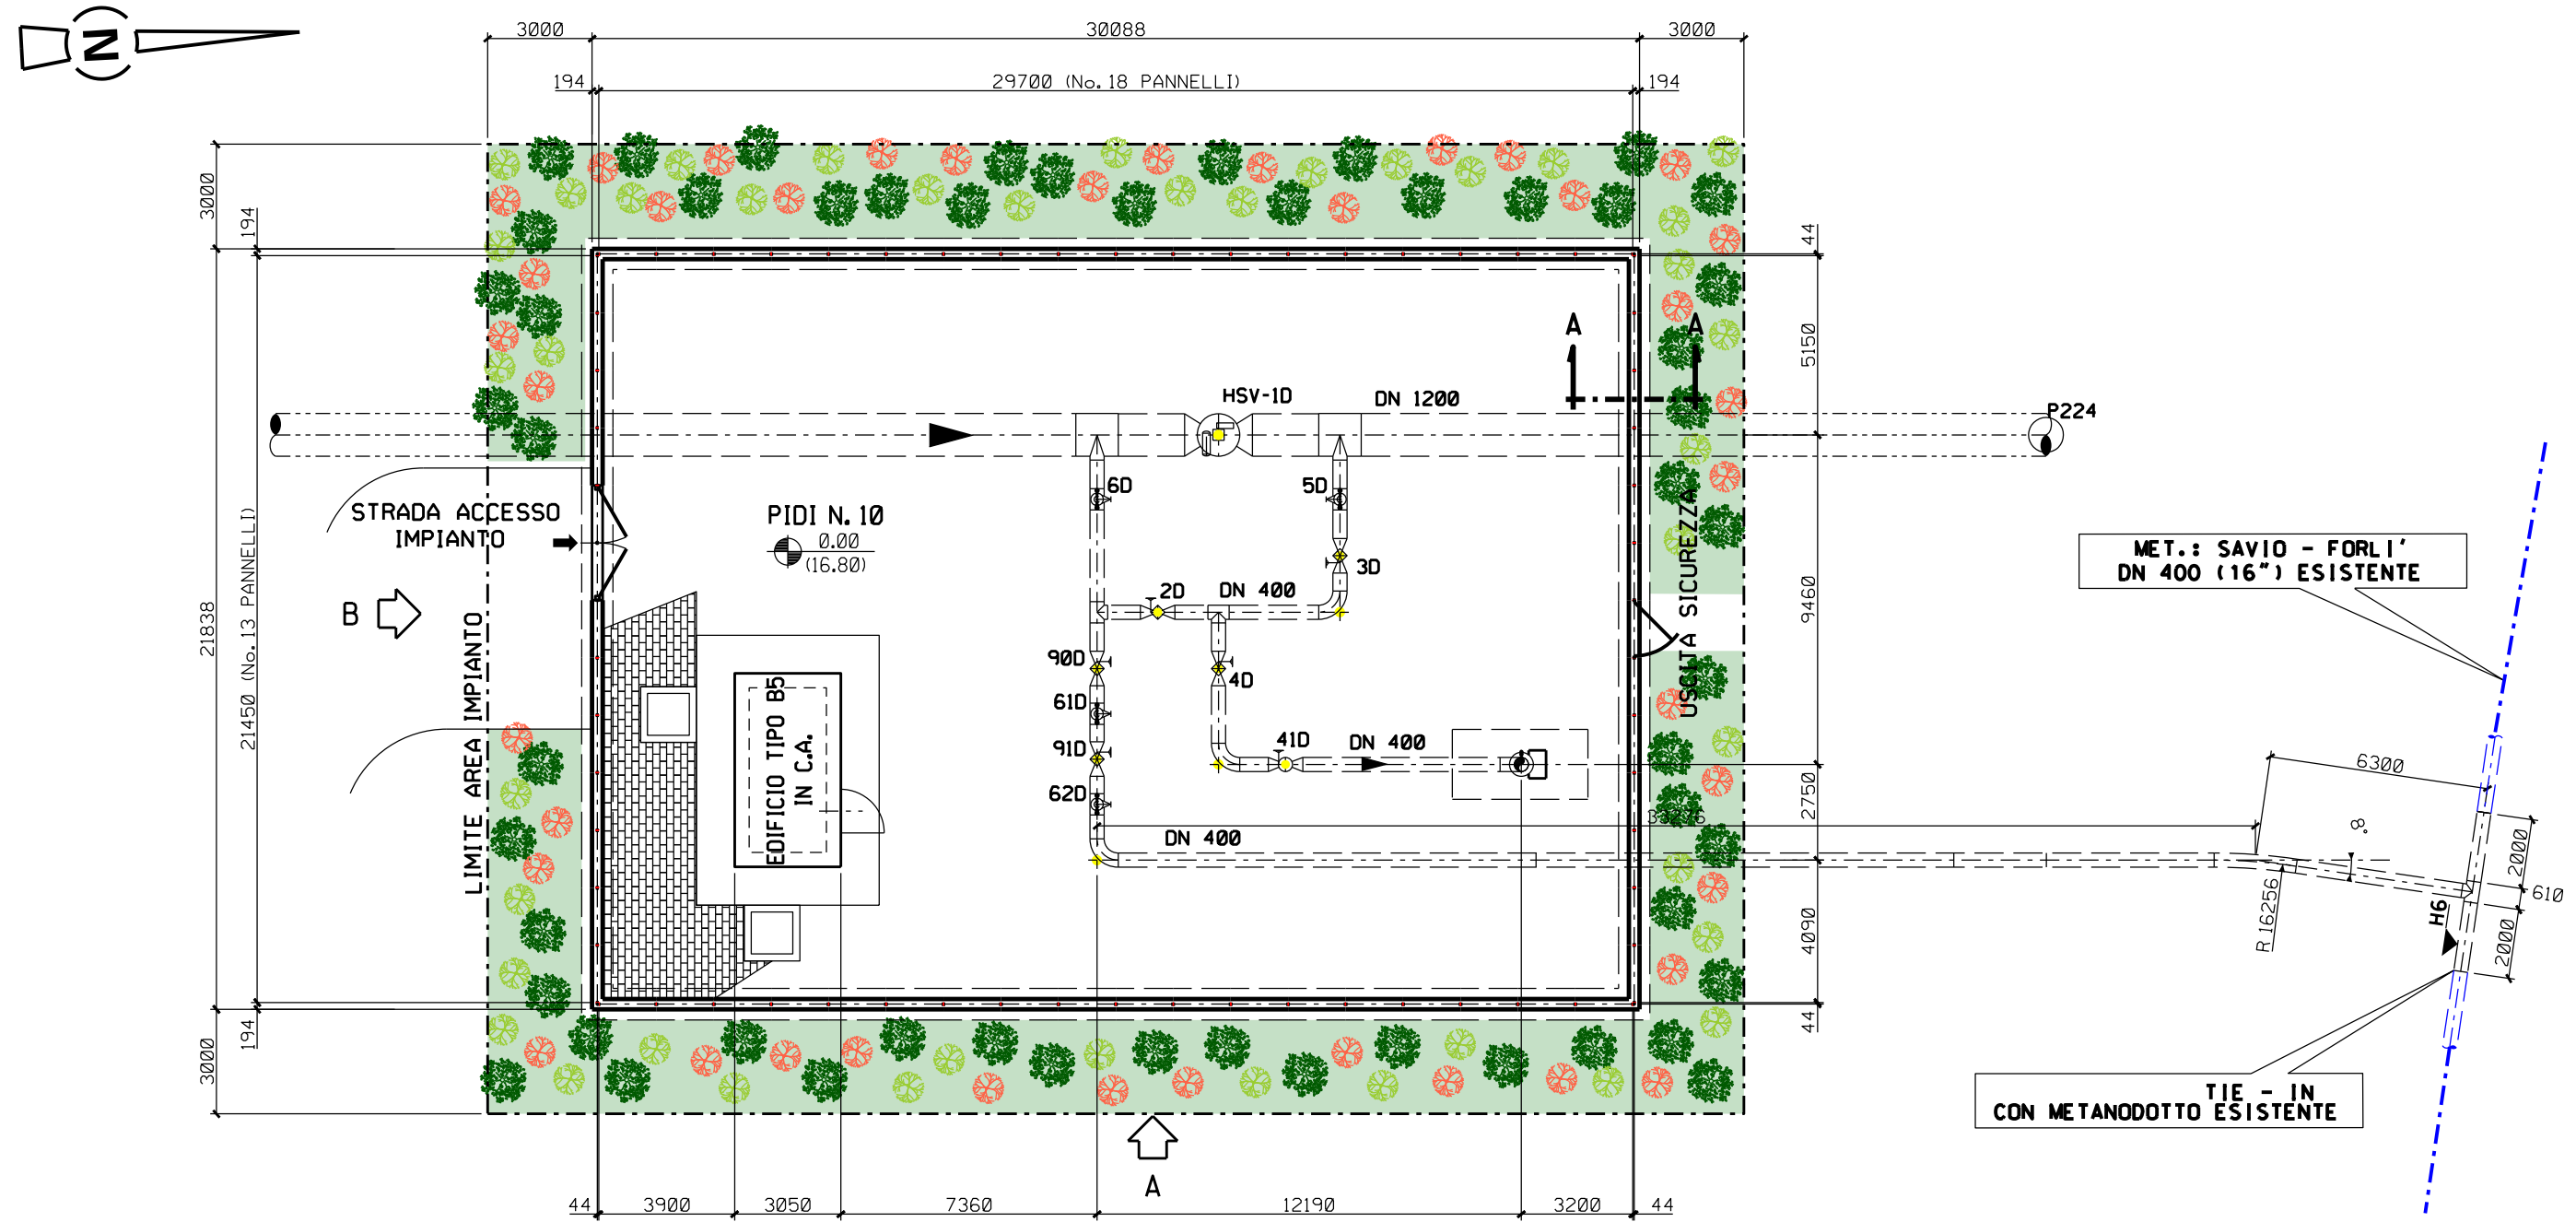 N
3000
30088
3000
194
29700 (No.18 PANNELLI)
194
3000
194
44
A
A
5150
HSV-1D
DN 1200
P224
6D
5D
STRADA ACCESSO
IMPIANTO
PIDI N.10
0.00
(16.80)
USCITA SICUREZZA
MET.: SAVIO - FORLI'
DN 400 (16") ESISTENTE
3D
2D
DN 400
9460
B
21838
21450 (No.13 PANNELLI)
LIMITE AREA IMPIANTO
90D
4D
61D
EDIFICIO TIPO B5
IN C.A.
91D
41D
DN 400
6300
62D
2750
33276
DN 400
8°
2000
610
R 16256
H6
4090
2000
194
44
3000
TIE - IN
CON METANODOTTO ESISTENTE
A
44
3900
3050
7360
12190
3200
44